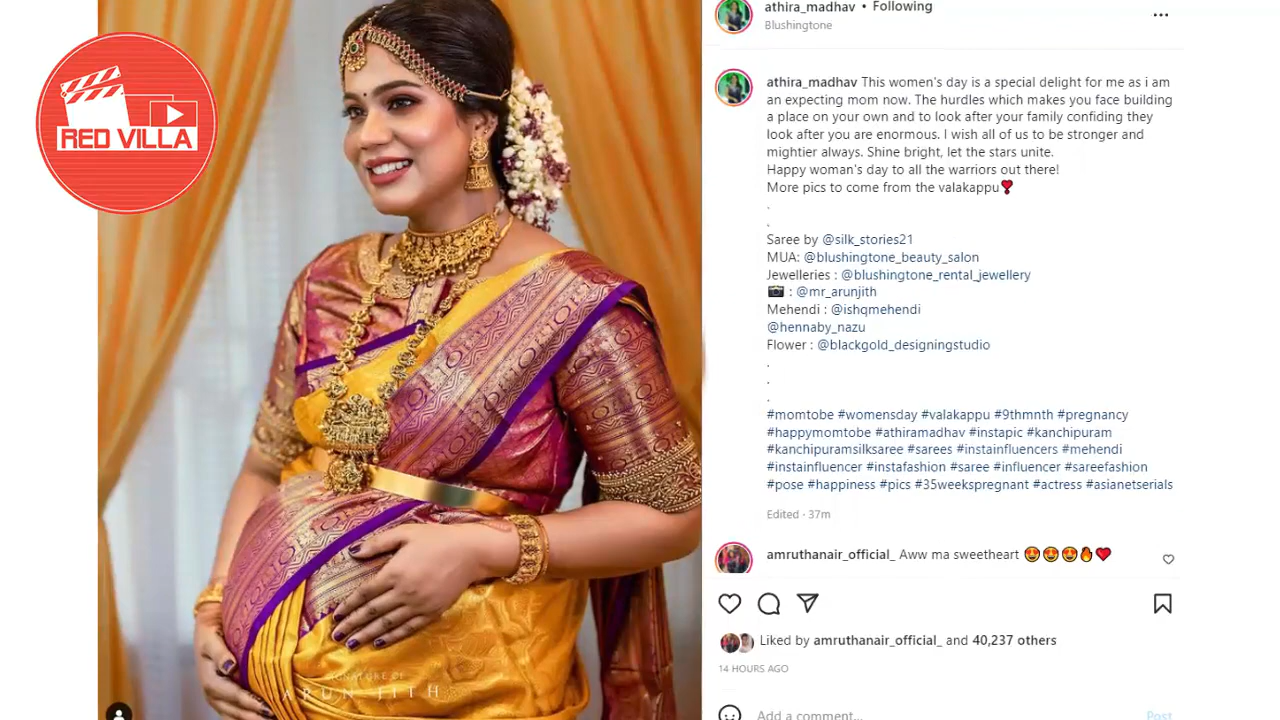 RED VILLA
SIGNATURE OF
ARUN JITH
athira_madhav • Following
Blushingtone
athira_madhav This women's day is a special delight for me as i am
an expecting mom now. The hurdles which makes you face building
a place on your own and to look after your family confiding they
look after you are enormous. I wish all of us to be stronger and
mightier always. Shine bright, let the stars unite.
Happy woman's day to all the warriors out there!
More pics to come from the valakappu❣️
`
.
Saree by @silk_stories21
MUA: @blushingtone_beauty_salon
Jewelleries : @blushingtone_rental_jewellery
📷 : @mr_arunjith
Mehendi : @ishqmehendi
@hennaby_nazu
Flower : @blackgold_designingstudio
.
.
.
#momtobe #womensday #valakappu #9thmnth #pregnancy
#happymomtobe #athiramadhav #instapic #kanchipuram
#kanchipuramsilksaree #sarees #instainfluencers #mehendi
#instainfluencer #instafashion #saree #influencer #sareefashion
#pose #happiness #pics #35weekspregnant #actress #asianetserials
Edited · 37m
amruthanair_official_ Aww ma sweetheart 😍😍😍🔥❤️
Liked by amruthanair_official_ and 40,237 others
14 HOURS AGO
Add a comment...
Post